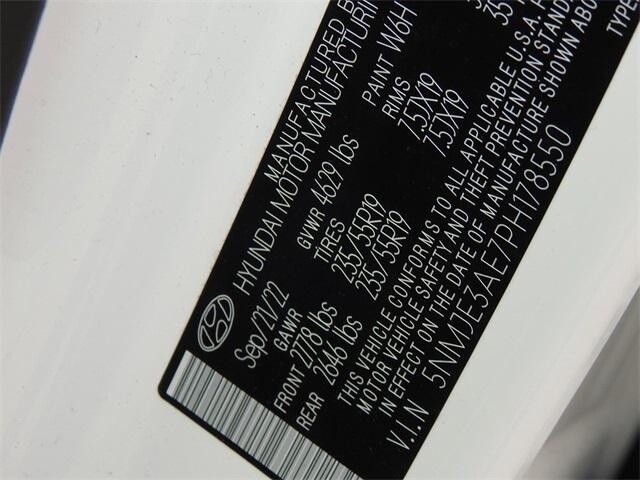 MANUFACTURED B
HYUNDAI MOTOR MANUFACTURIN
Sep/21/22 GVWR 4629 lbs PAINT W6H
GAWR TIRES RIMS
FRONT 2778 lbs 235/55R19 7.5JX19 35
REAR 2646 lbs 235/55R19 7.5JX19
THIS VEHICLE CONFORMS TO ALL APPLICABLE U.S.A. F
MOTOR VEHICLE SAFETY AND THEFT PREVENTION STAND
IN EFFECT ON THE DATE OF MANUFACTURE SHOWN ABO
V.I.N 5NMJE3AE7PH178550 TYPE